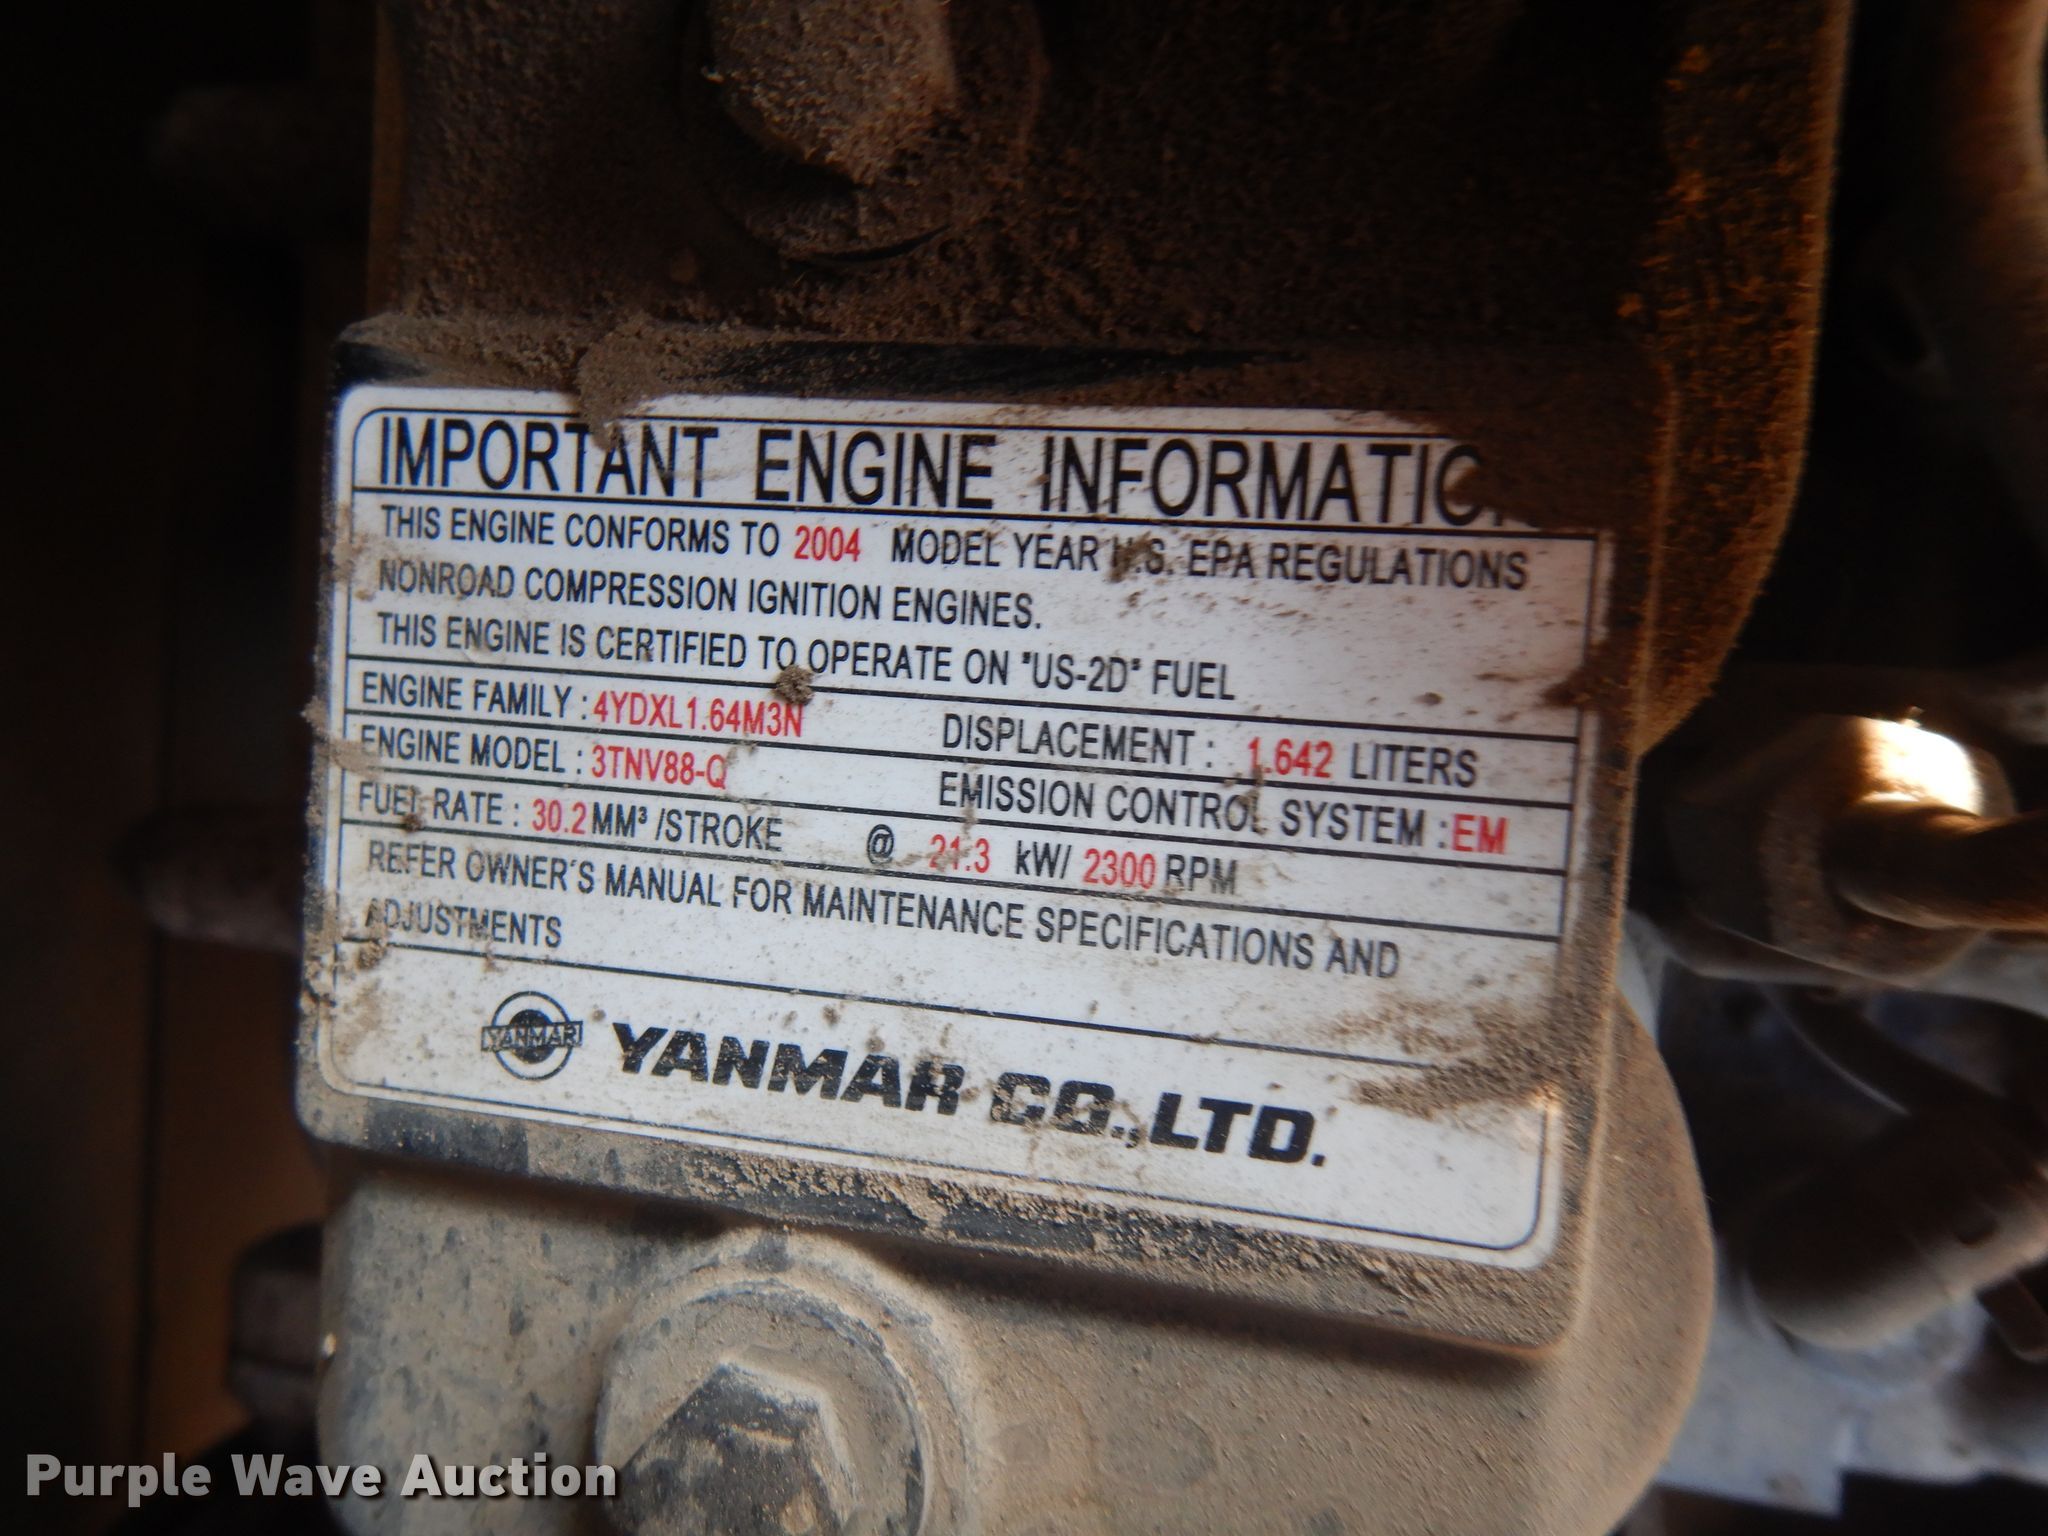 IMPORTANT ENGINE INFORMATION
THIS ENGINE CONFORMS TO 2004 MODEL YEAR U.S. EPA REGULATIONS
NONROAD COMPRESSION IGNITION ENGINES.
THIS ENGINE IS CERTIFIED TO OPERATE ON "US-2D" FUEL
ENGINE FAMILY : 4YDXL1.64M3N DISPLACEMENT : 1.642 LITERS
ENGINE MODEL : 3TNV88-Q EMISSION CONTROL SYSTEM : EM
FUEL RATE : 30.2 MM³ /STROKE @ 21.3 kW/ 2300 RPM
REFER OWNER'S MANUAL FOR MAINTENANCE SPECIFICATIONS AND
ADJUSTMENTS
YANMAR YANMAR CO.,LTD.
Purple Wave Auction